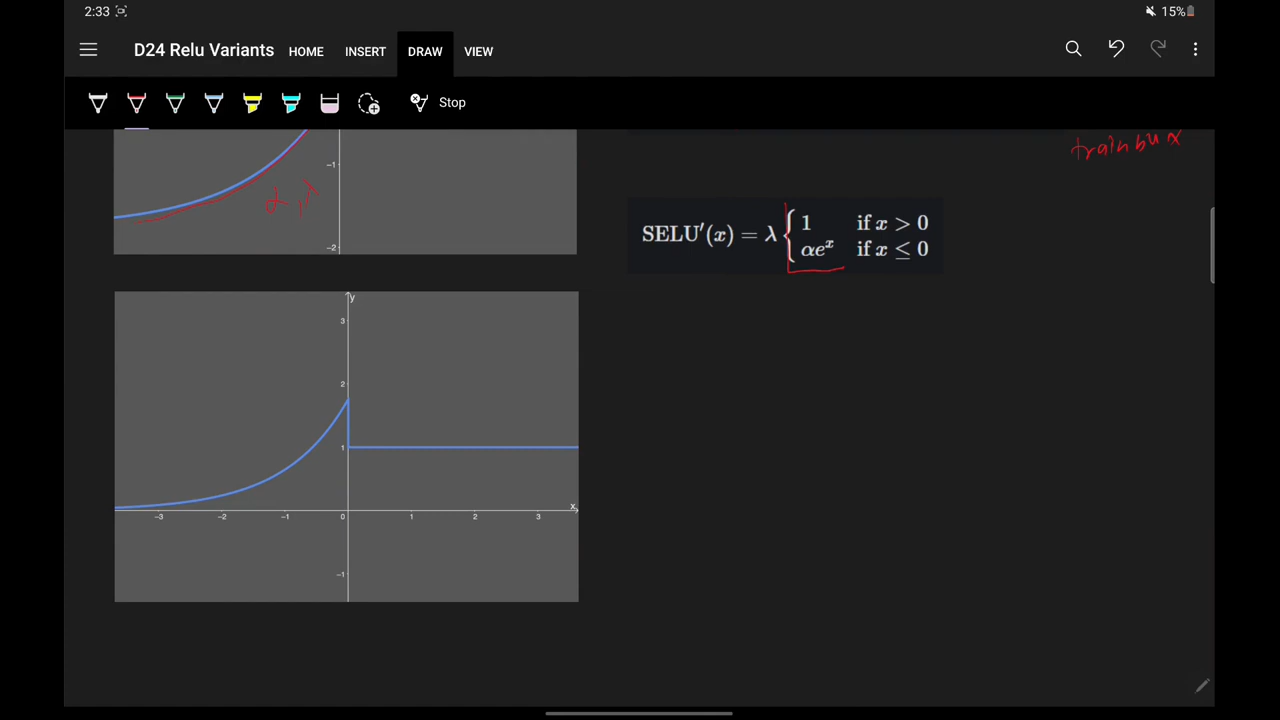 2:33 15%
D24 Relu Variants HOME INSERT DRAW VIEW
Stop
trainbux
-1
α, λ
-2
SELU′(x) = λ { 1 if x > 0
αe^x if x ≤ 0
y
3
2
1
x
-3 -2 -1 0 1 2 3
-1